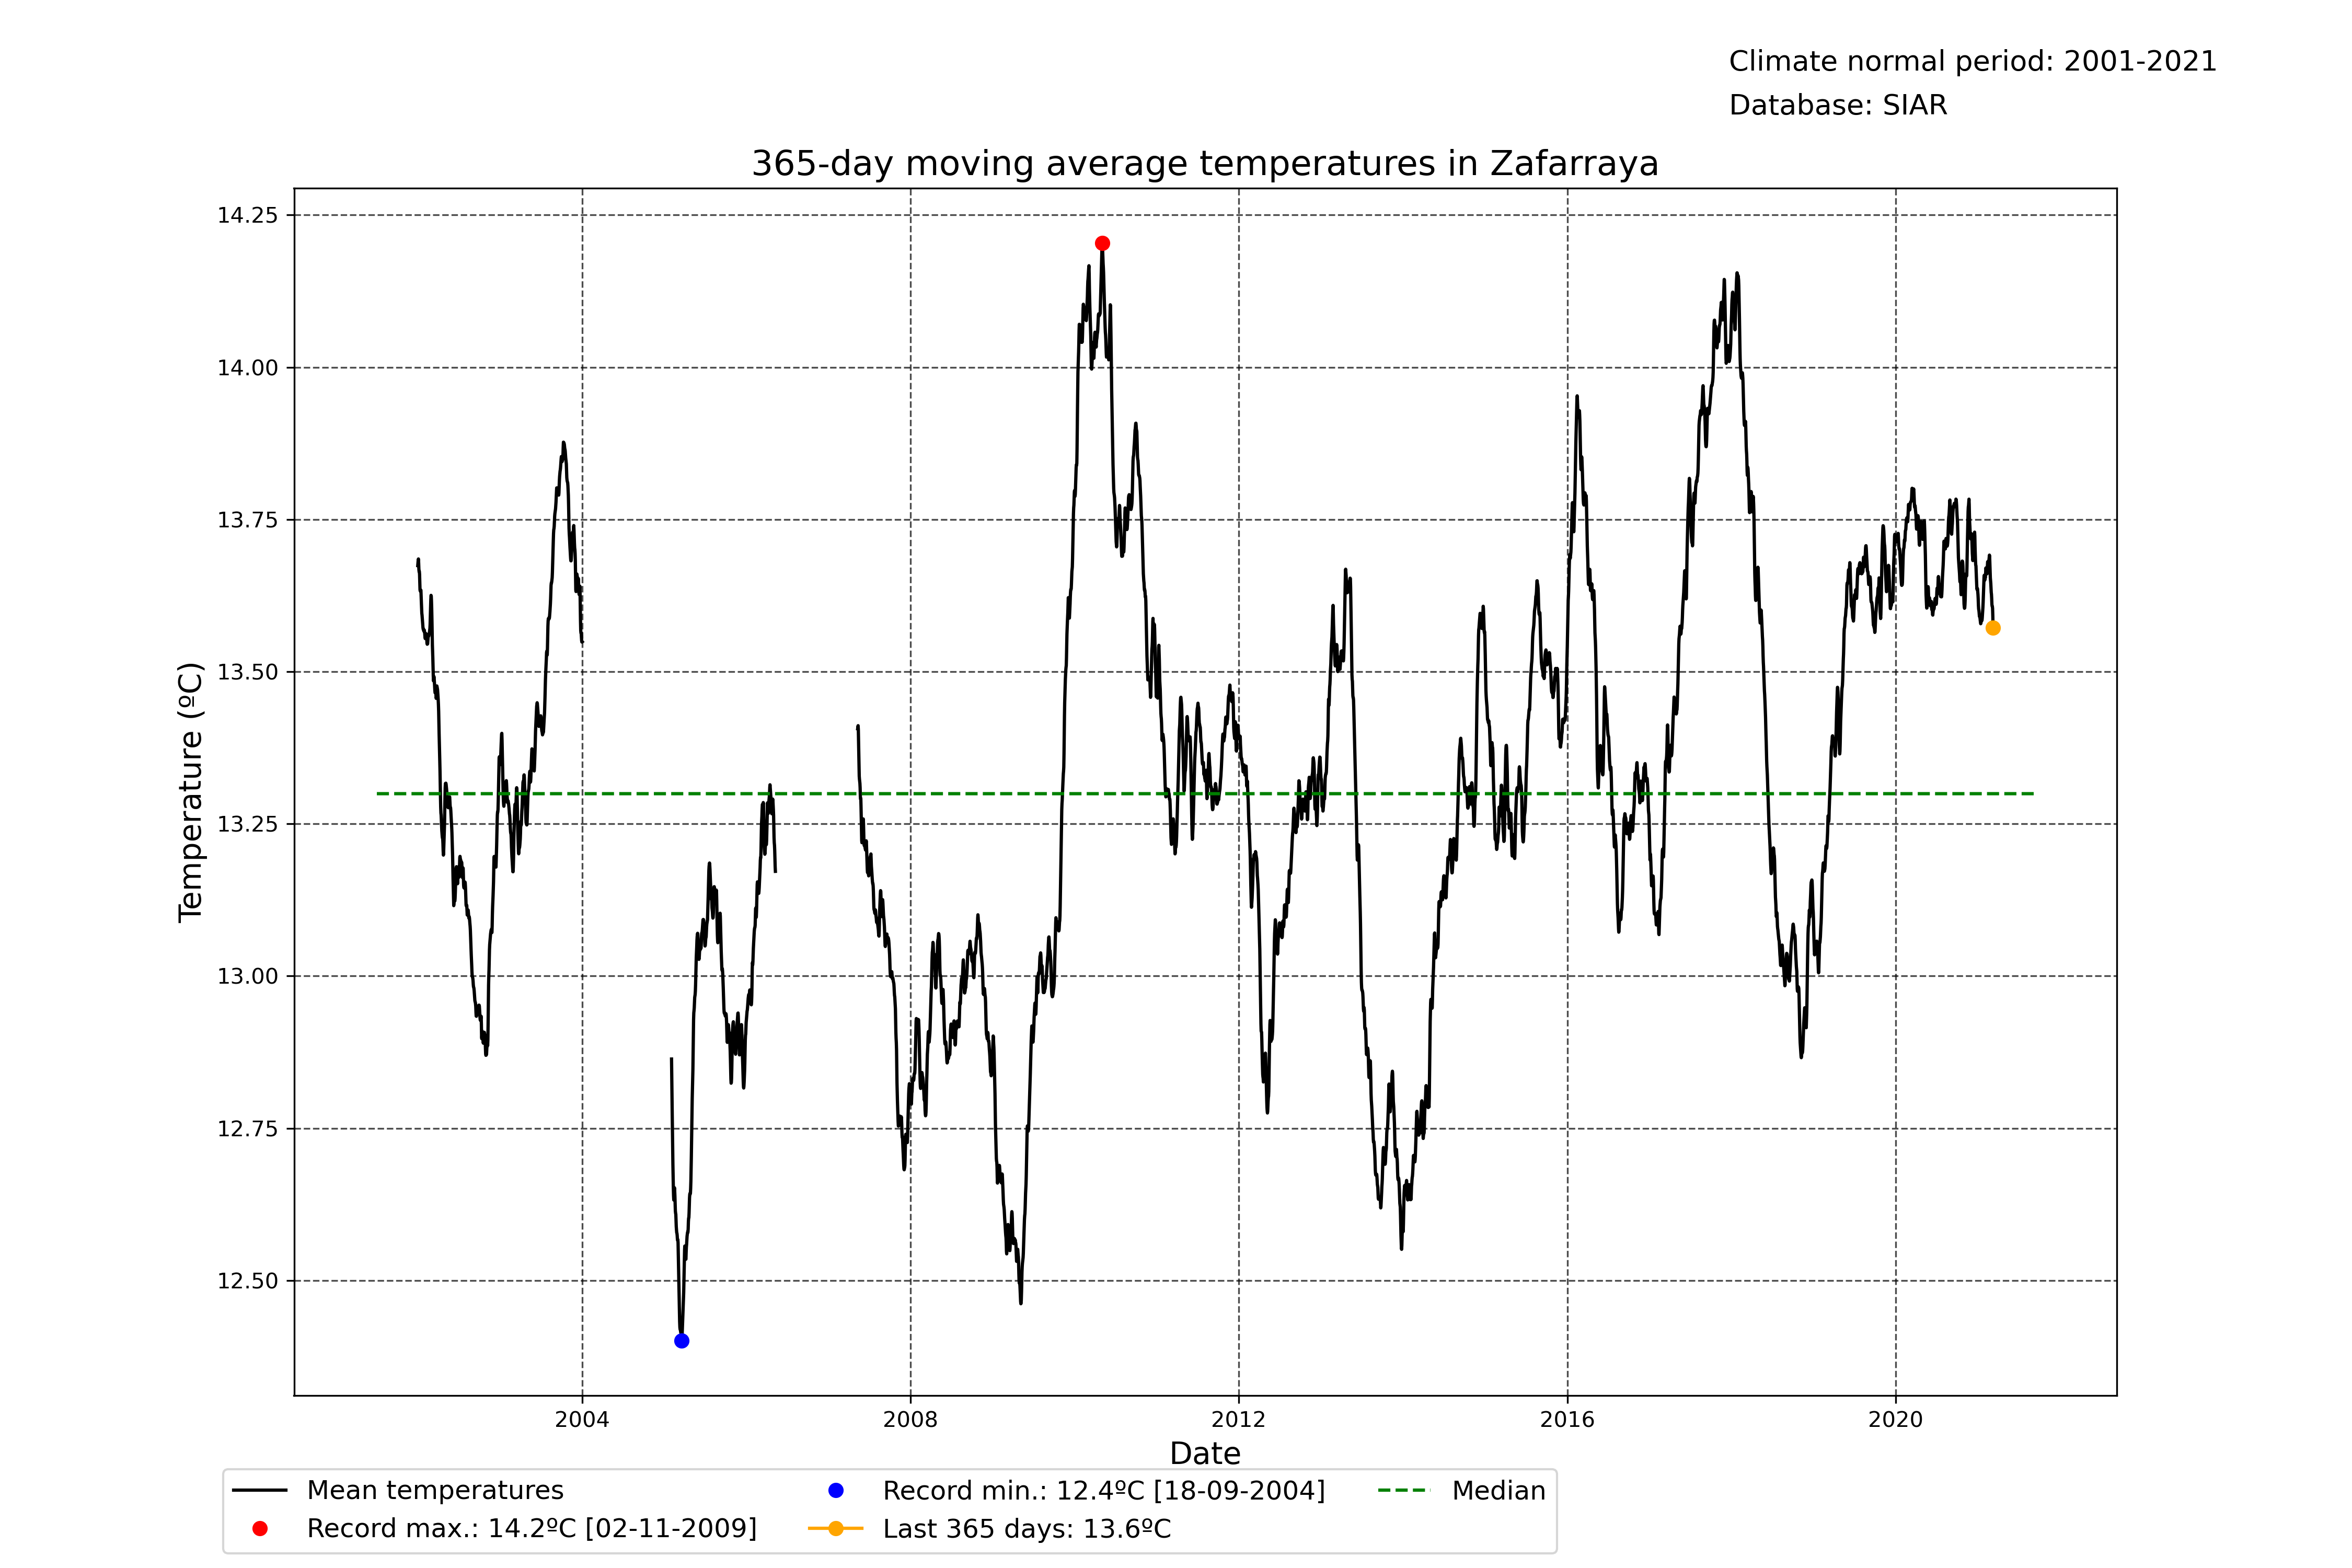 Climate normal period: 2001-2021
Database: SIAR
365-day moving average temperatures in Zafarraya
14.25
14.00
13.75
13.50
13.25
13.00
12.75
12.50
Temperature (ºC)
2004 2008 2012 2016 2020
Date
Mean temperatures
Record max.: 14.2ºC [02-11-2009]
Record min.: 12.4ºC [18-09-2004]
Last 365 days: 13.6ºC
Median